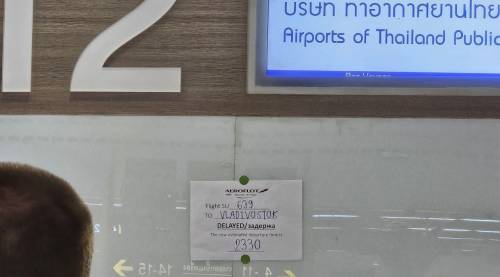 12
บริษัท ท่าอากาศยานไทย
Airports of Thailand Public
AEROFLOT
Flight SU 639
TO VLADIVOSTOK
DELAYED/задержка
The new estimated departure time is
2330
14-15
4-11